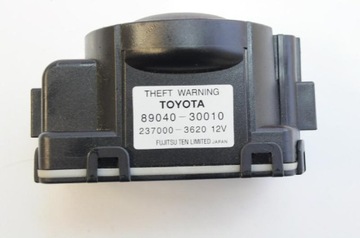 THEFT WARNING
TOYOTA
89040-30010
237000-3620 12V
FUJITSU TEN LIMITED JAPAN